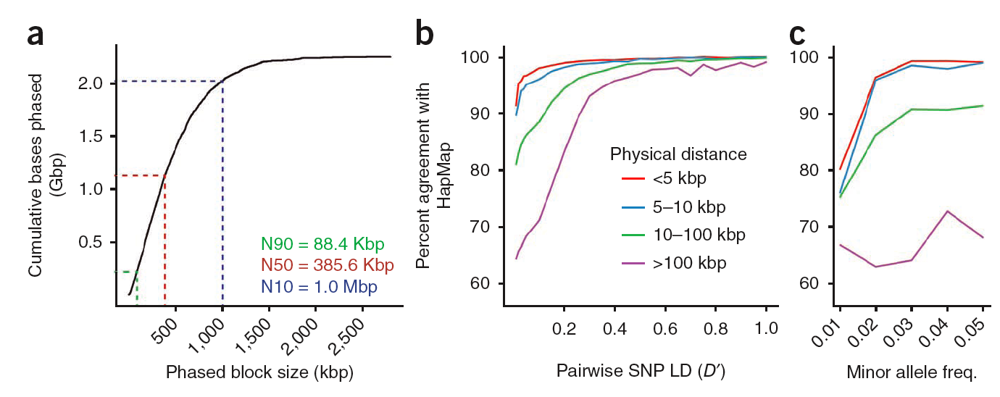 a
Cumulative bases phased
(Gbp)
2.0
1.5
1.0
0.5
N90 = 88.4 Kbp
N50 = 385.6 Kbp
N10 = 1.0 Mbp
500
1,000
1,500
2,000
2,500
Phased block size (kbp)
b
Percent agreement with
HapMap
100
90
80
70
60
Physical distance
<5 kbp
5–10 kbp
10–100 kbp
>100 kbp
0.2
0.4
0.6
0.8
1.0
Pairwise SNP LD (D′)
c
100
90
80
70
60
0.01
0.02
0.03
0.04
0.05
Minor allele freq.